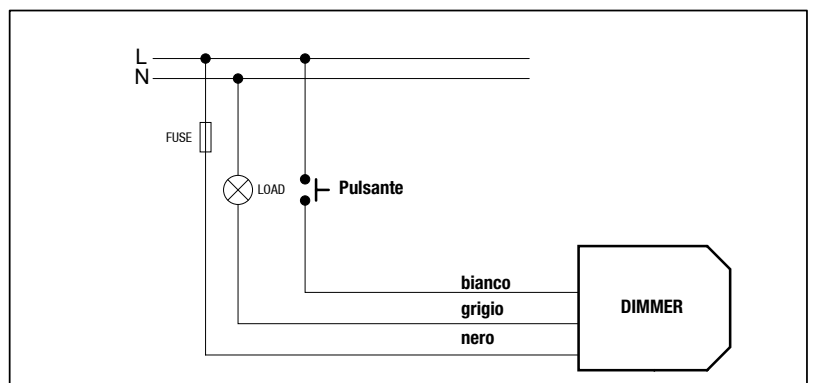 L
N
FUSE
LOAD
Pulsante
bianco
grigio
nero
DIMMER